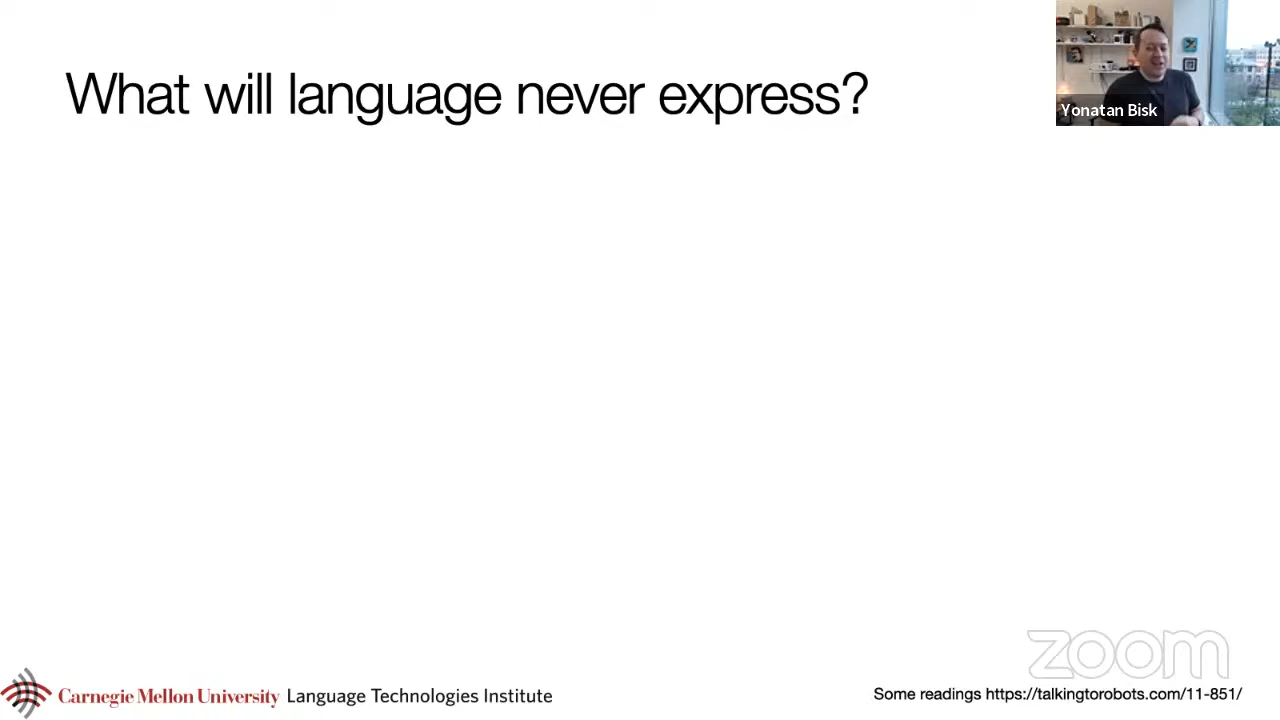 What will language never express?
Yonatan Bisk
zoom
Carnegie Mellon University Language Technologies Institute
Some readings https://talkingtorobots.com/11-851/